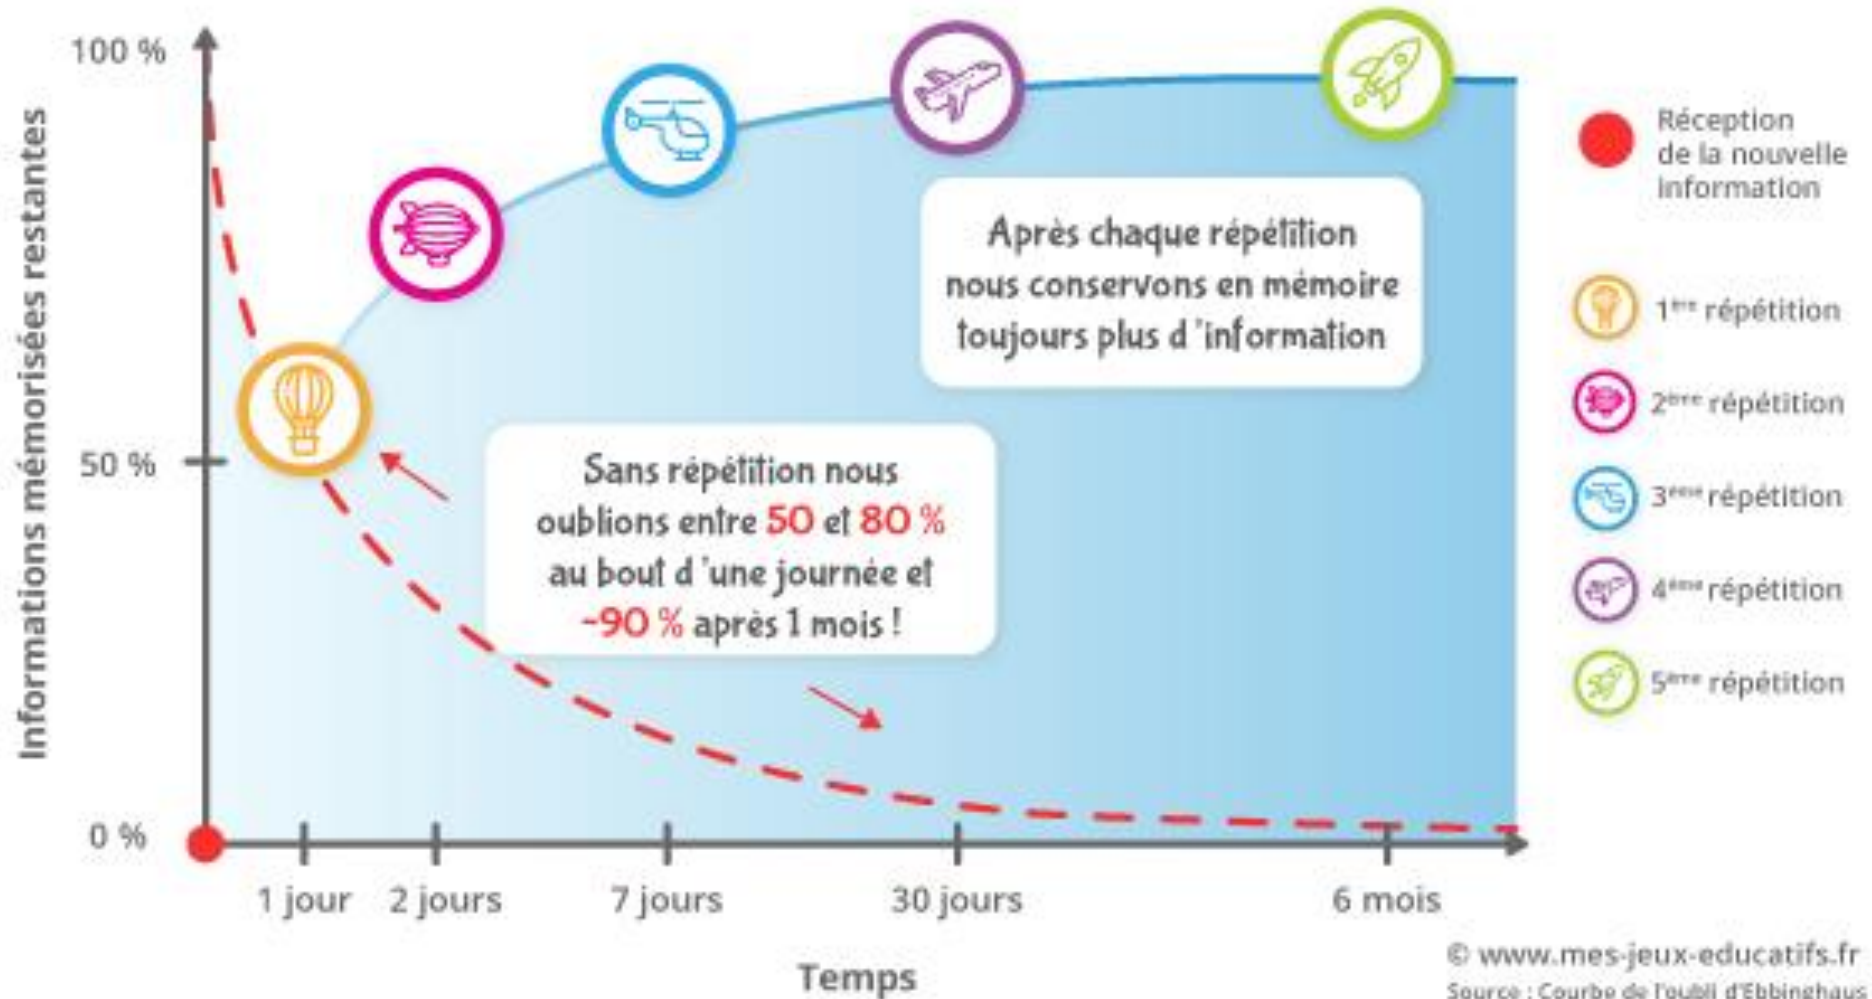 Informations mémorisées restantes
100 %
50 %
0 %
Après chaque répétition
nous conservons en mémoire
toujours plus d'information
Sans répétition nous
oublions entre 50 et 80 %
au bout d'une journée et
-90 % après 1 mois !
1 jour
2 jours
7 jours
30 jours
6 mois
Temps
Réception
de la nouvelle
information
1ère répétition
2ème répétition
3ème répétition
4ème répétition
5ème répétition
© www.mes-jeux-educatifs.fr
Source : Courbe de l'oubli d'Ebbinghaus